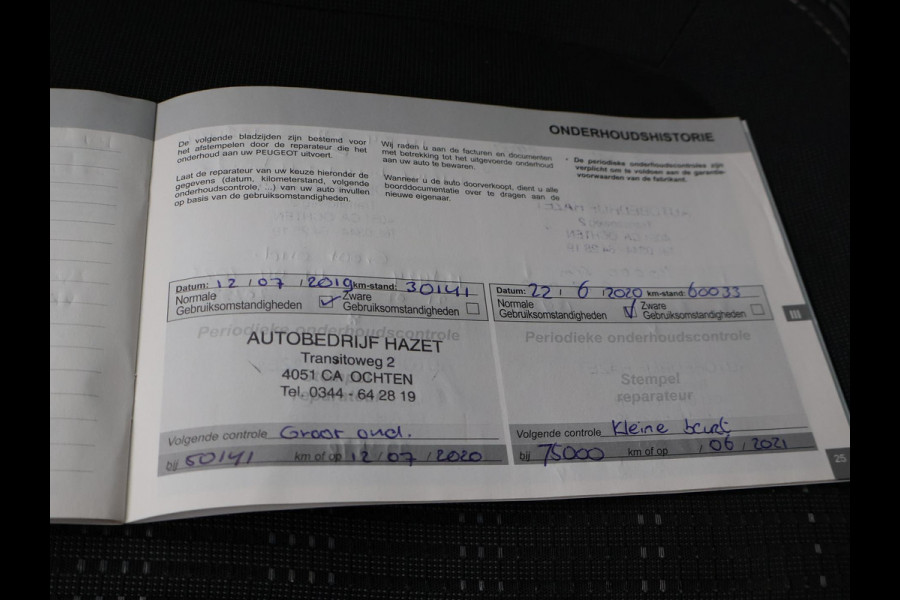 ONDERHOUDSHISTORIE
De volgende bladzijden zijn bestemd voor
het afstempelen door de reparateur die het
onderhoud aan uw PEUGEOT uitvoert.
Laat de reparateur van uw keuze hieronder de
gegevens (datum, kilometerstand, volgende
onderhoudscontrole, ...) van uw auto invullen
op basis van de gebruiksomstandigheden.
Wij raden u aan de facturen en documenten
met betrekking tot het uitgevoerde onderhoud
aan uw auto te bewaren.
Wanneer u de auto doorverkoopt, dient u alle
boorddocumentatie over te dragen aan de
nieuwe eigenaar.
* De periodieke onderhoudscontroles zijn
verplicht om te voldoen aan de garantie-
voorwaarden van de fabrikant.
Datum: 12 / 07 / 2019 km-stand: 30141
Normale
Gebruiksomstandigheden
Zware
Gebruiksomstandigheden
Periodieke onderhoudscontrole
AUTOBEDRIJF HAZET
Transitoweg 2
4051 CA OCHTEN
Tel. 0344 - 64 28 19
reparateur
Volgende controle Groot ond.
bij 50141 km of op 12 / 07 / 2020
Datum: 22 / 6 / 2020 km-stand: 60033
Normale
Gebruiksomstandigheden
Zware
Gebruiksomstandigheden
Periodieke onderhoudscontrole
Stempel
reparateur
Volgende controle Kleine beurt
bij 75000 km of op / 06 / 2021
III
25